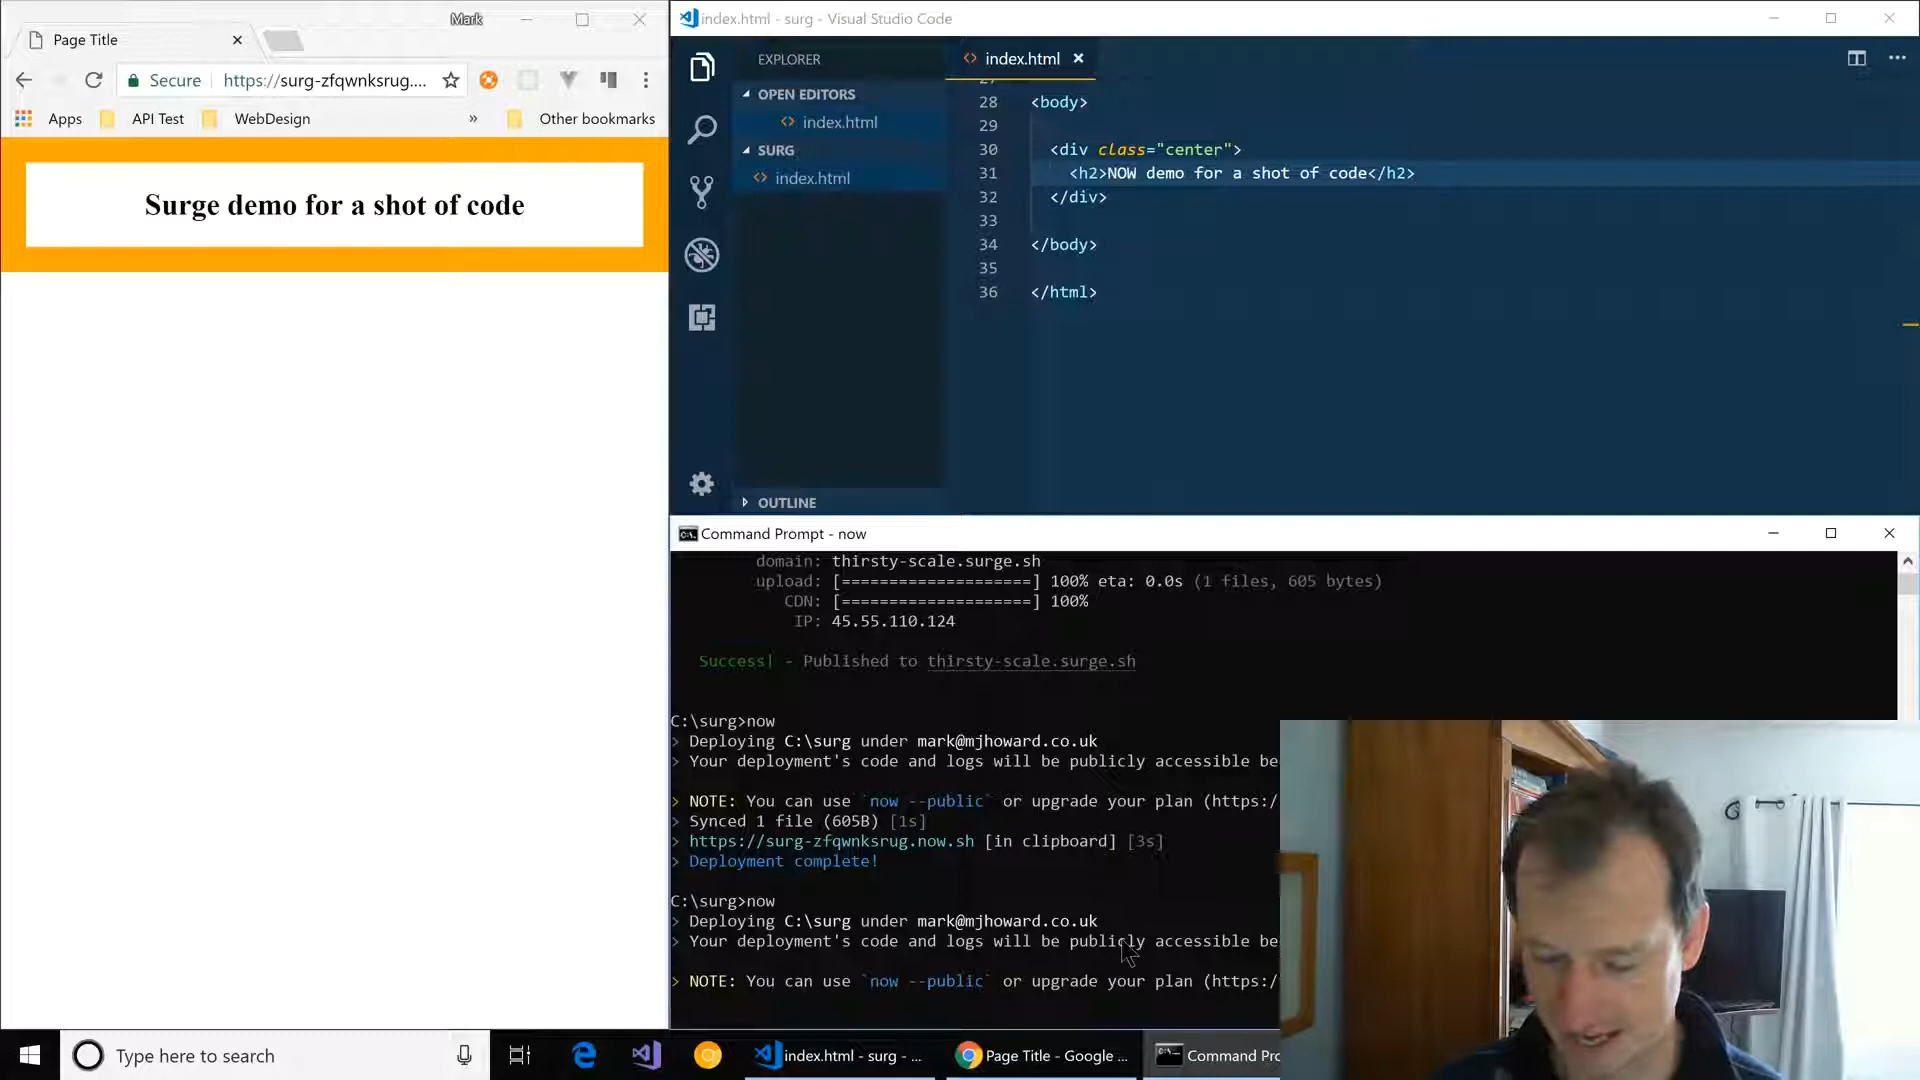 Mark
Page Title
Secure
https://surg-zfqwnksrug....
Apps
API Test
WebDesign
»
Other bookmarks
Surge demo for a shot of code
index.html - surg - Visual Studio Code
EXPLORER
OPEN EDITORS
<> index.html
SURG
<> index.html
OUTLINE
<> index.html
28 <body>
29
30 <div class="center">
31 <h2>NOW demo for a shot of code</h2>
32 </div>
33
34 </body>
35
36 </html>
Command Prompt - now
domain: thirsty-scale.surge.sh
upload: [====================] 100% eta: 0.0s (1 files, 605 bytes)
CDN: [====================] 100%
IP: 45.55.110.124
Success! - Published to thirsty-scale.surge.sh
C:\surg>now
> Deploying C:\surg under mark@mjhoward.co.uk
> Your deployment's code and logs will be publicly accessible be
> NOTE: You can use `now --public` or upgrade your plan (https:/
> Synced 1 file (605B) [1s]
> https://surg-zfqwnksrug.now.sh [in clipboard] [3s]
> Deployment complete!
C:\surg>now
> Deploying C:\surg under mark@mjhoward.co.uk
> Your deployment's code and logs will be publicly accessible be
> NOTE: You can use `now --public` or upgrade your plan (https:/
Type here to search
index.html - surg - ...
Page Title - Google ...
Command Pro